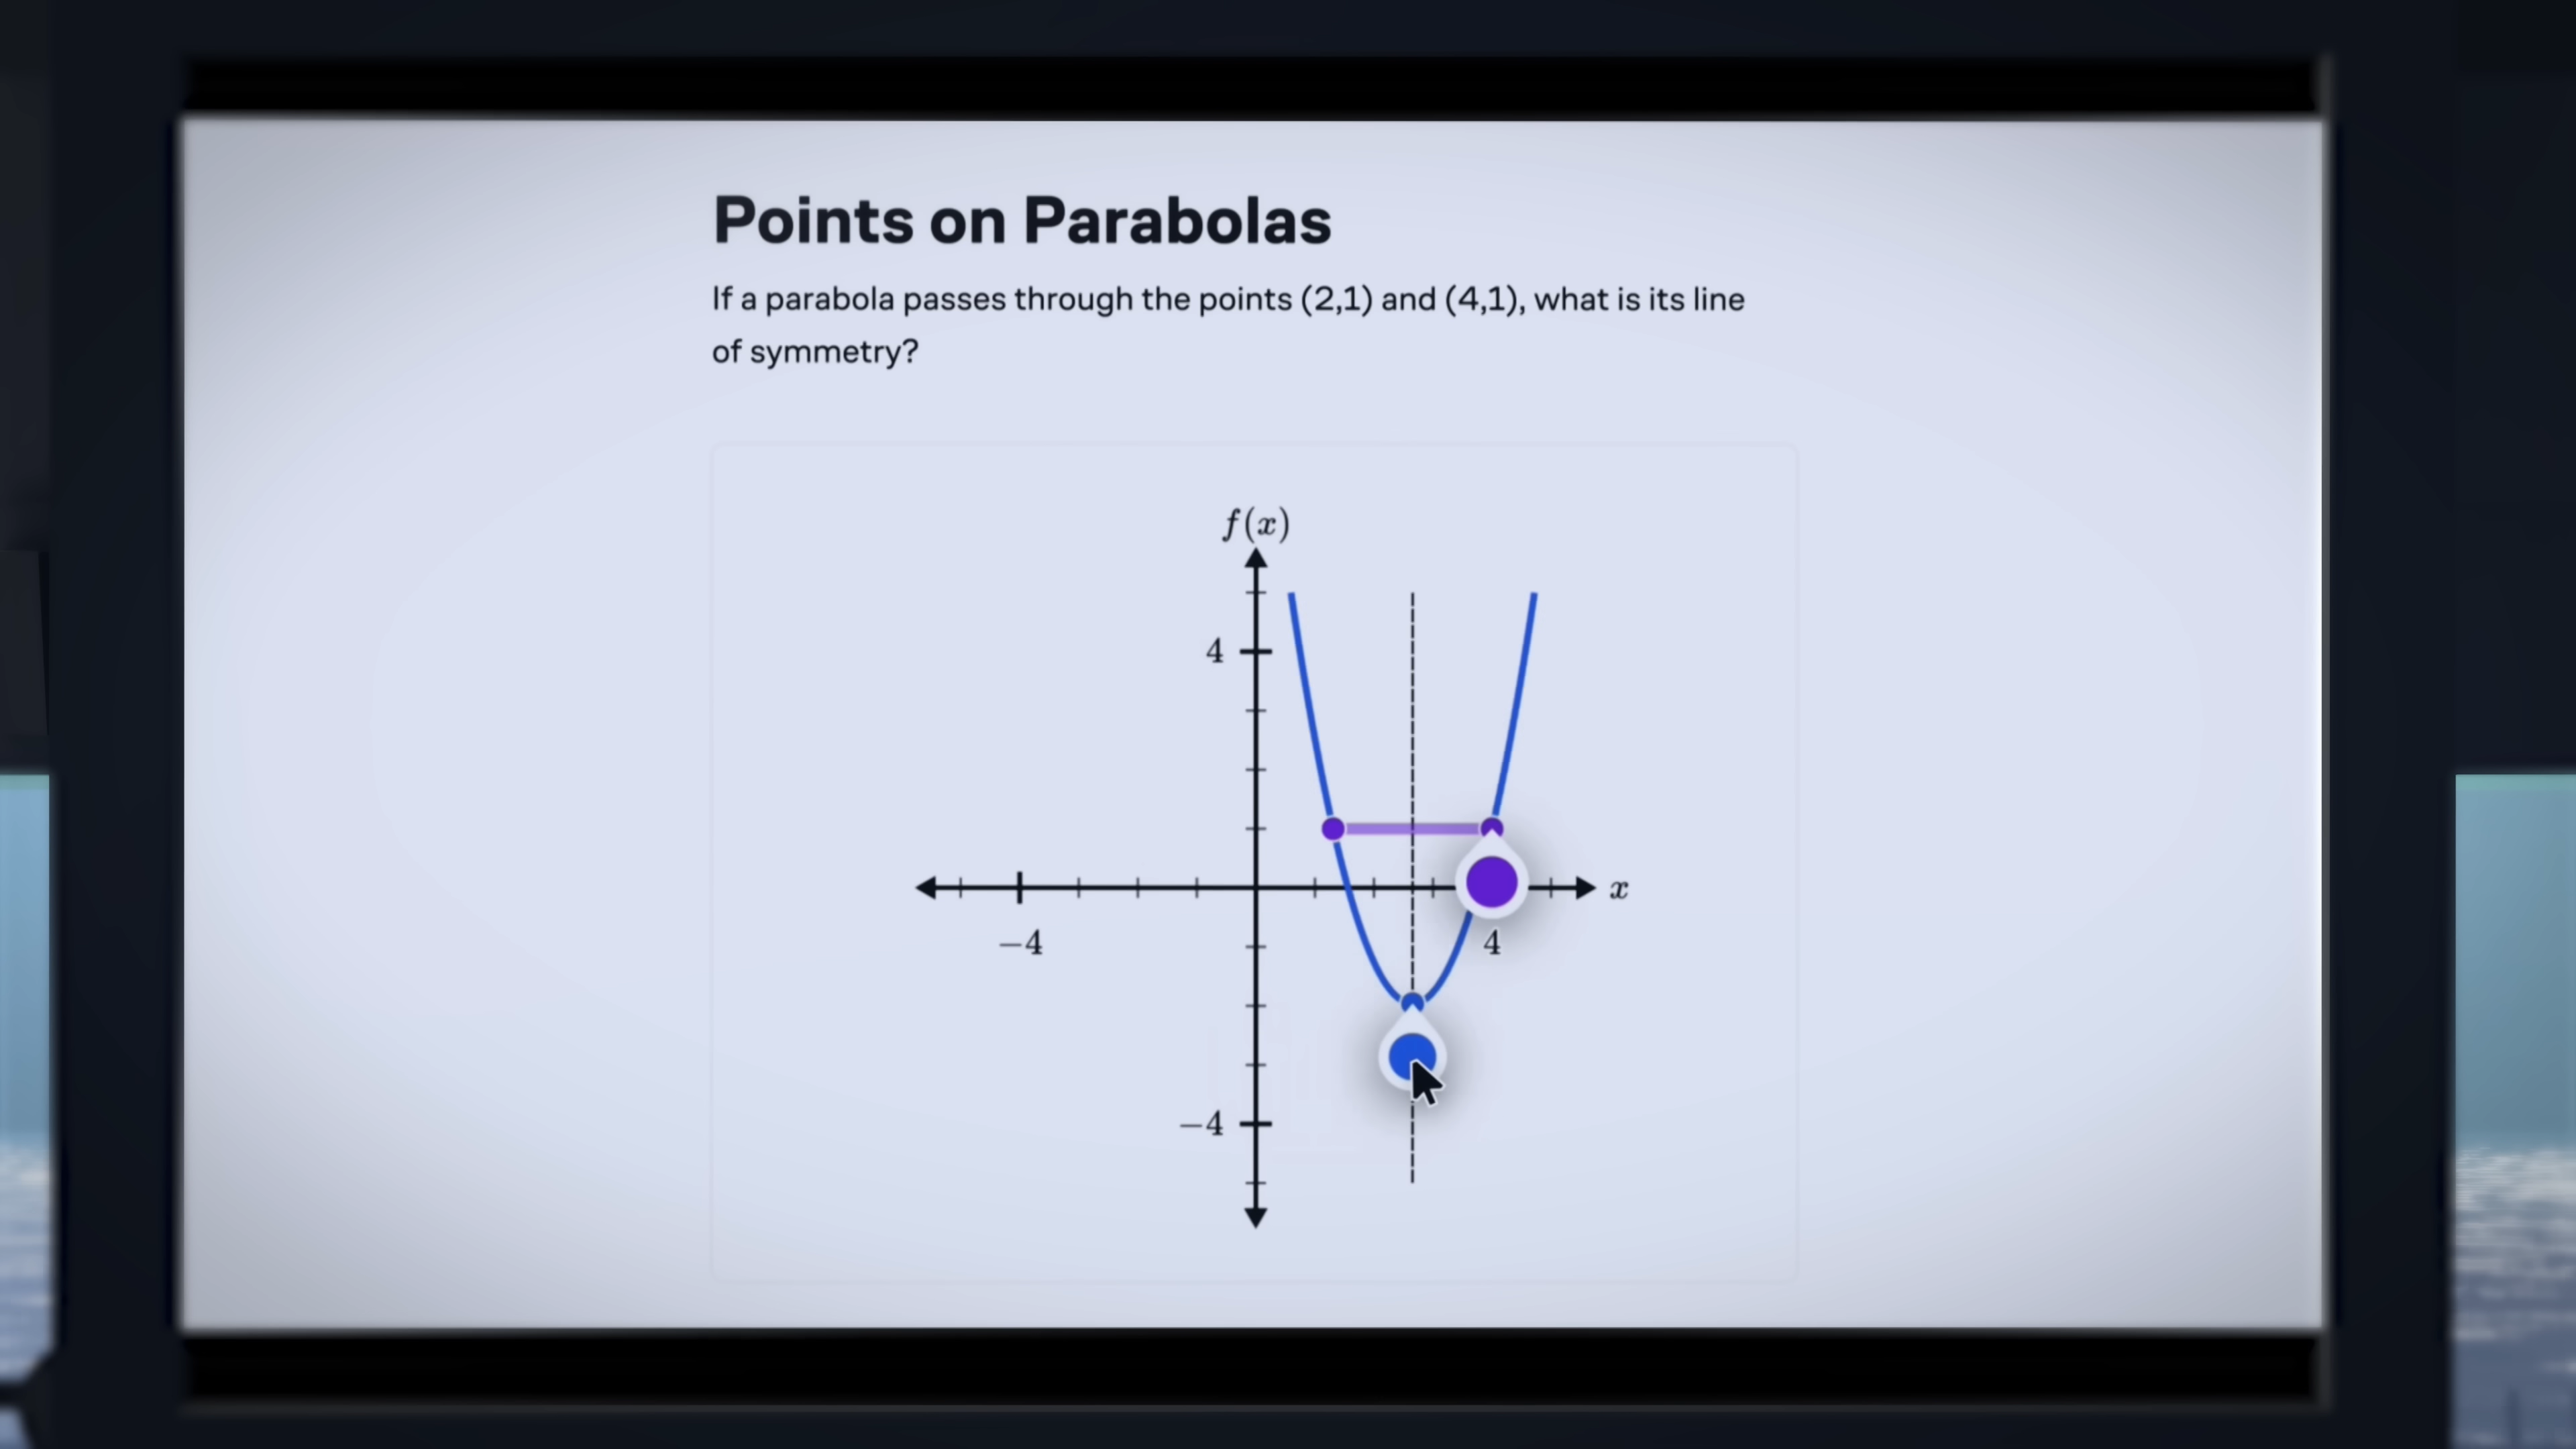 Points on Parabolas
If a parabola passes through the points (2,1) and (4,1), what is its line
of symmetry?
f(x)
4
x
−4
4
−4